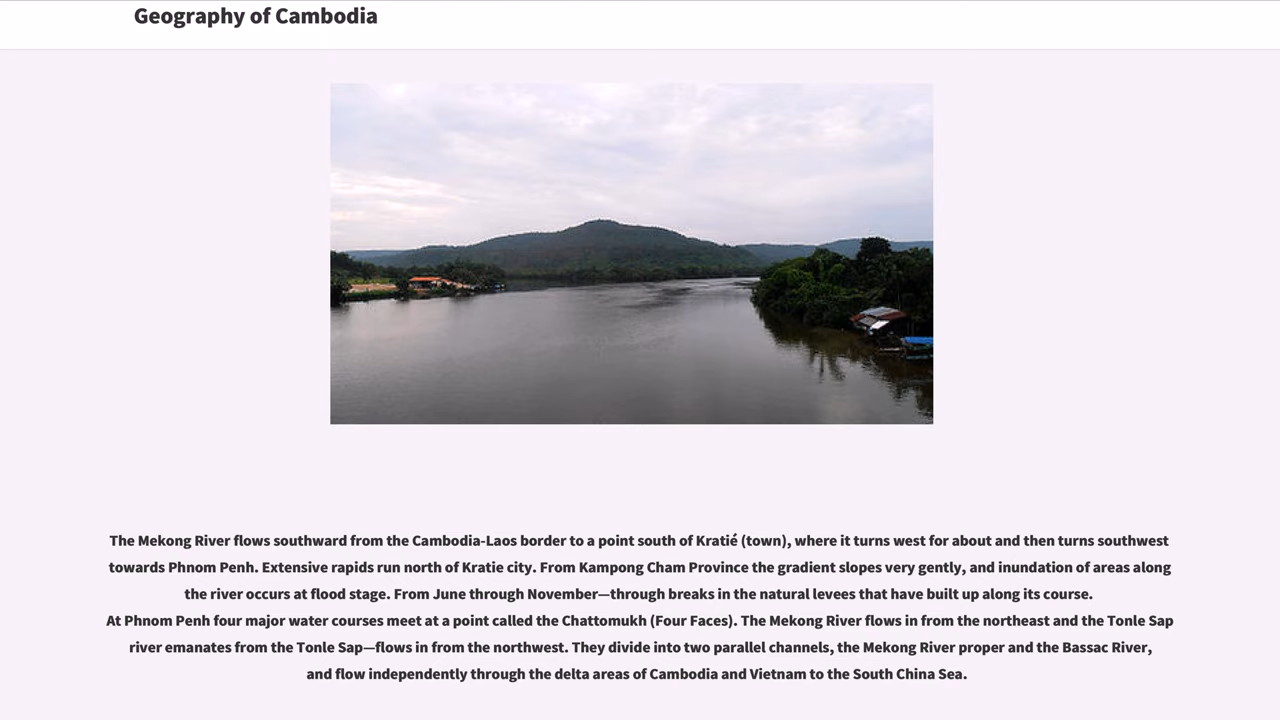 Geography of Cambodia
The Mekong River flows southward from the Cambodia-Laos border to a point south of Kratié (town), where it turns west for about and then turns southwest
towards Phnom Penh. Extensive rapids run north of Kratie city. From Kampong Cham Province the gradient slopes very gently, and inundation of areas along
the river occurs at flood stage. From June through November—through breaks in the natural levees that have built up along its course.
At Phnom Penh four major water courses meet at a point called the Chattomukh (Four Faces). The Mekong River flows in from the northeast and the Tonle Sap
river emanates from the Tonle Sap—flows in from the northwest. They divide into two parallel channels, the Mekong River proper and the Bassac River,
and flow independently through the delta areas of Cambodia and Vietnam to the South China Sea.